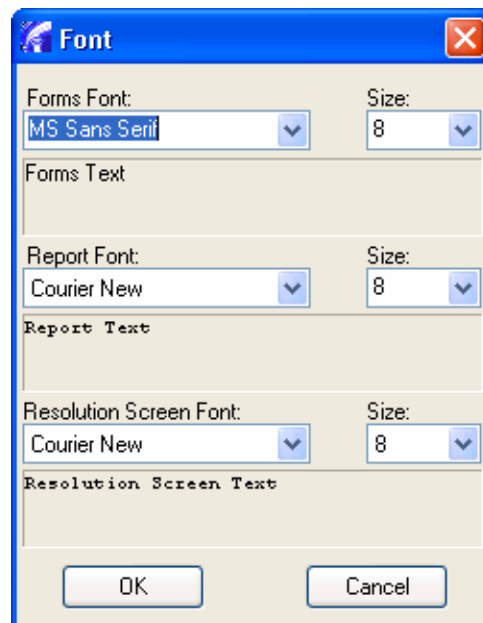 Font
Forms Font: Size:
MS Sans Serif 8
Forms Text
Report Font: Size:
Courier New 8
Report Text
Resolution Screen Font: Size:
Courier New 8
Resolution Screen Text
OK Cancel